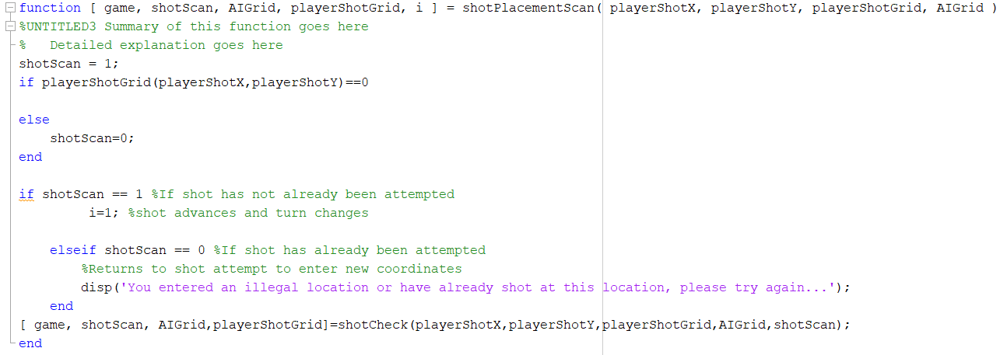 function [ game, shotScan, AIGrid, playerShotGrid, i ] = shotPlacementScan( playerShotX, playerShotY, playerShotGrid, AIGrid )
%UNTITLED3 Summary of this function goes here
%   Detailed explanation goes here
shotScan = 1;
if playerShotGrid(playerShotX,playerShotY)==0
else
    shotScan=0;
end
if shotScan == 1 %If shot has not already been attempted
         i=1; %shot advances and turn changes
    elseif shotScan == 0 %If shot has already been attempted
        %Returns to shot attempt to enter new coordinates
        disp('You entered an illegal location or have already shot at this location, please try again...');
    end
[ game, shotScan, AIGrid,playerShotGrid]=shotCheck(playerShotX,playerShotY,playerShotGrid,AIGrid,shotScan);
end